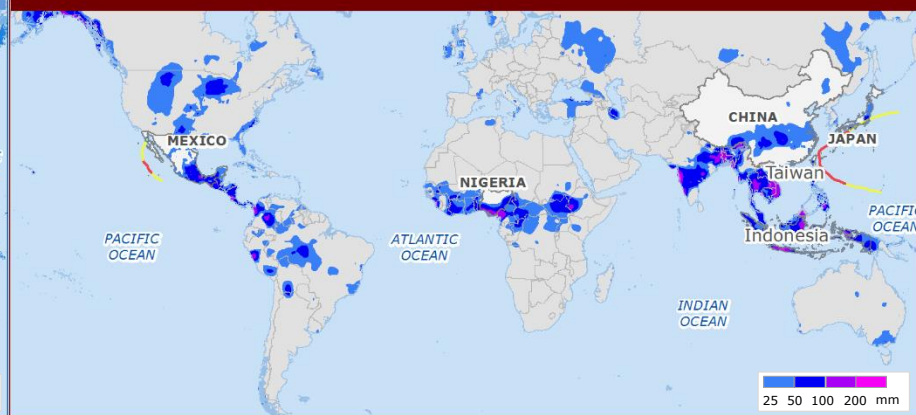 CHINA
MEXICO
JAPAN
Taiwan
NIGERIA
PACIFIC
OCEAN
ATLANTIC
OCEAN
Indonesia
PACIFIC
OCEAN
INDIAN
OCEAN
25 50 100 200 mm